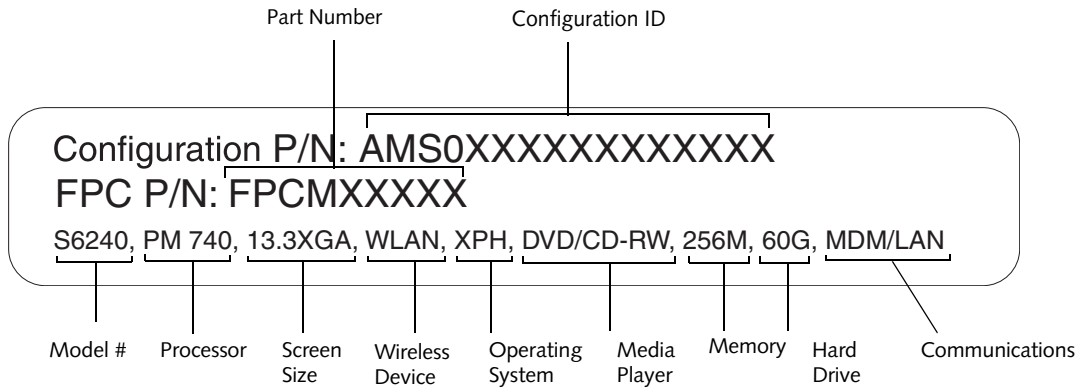 Part Number
Configuration ID
Configuration P/N: AMS0XXXXXXXXXXXX
FPC P/N: FPCMXXXXX
S6240, PM 740, 13.3XGA, WLAN, XPH, DVD/CD-RW, 256M, 60G, MDM/LAN
Model #
Processor
Screen
Size
Wireless
Device
Operating
System
Media
Player
Memory
Hard
Drive
Communications